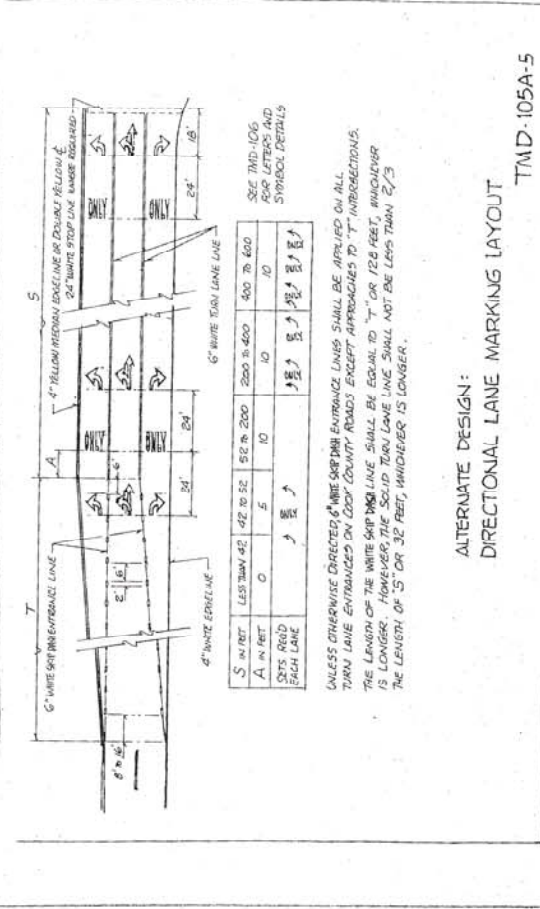 S
T
A
4" YELLOW MEDIAN EDGELINE OR DOUBLE YELLOW &
24" WHITE STOP LINE WHERE REQUIRED
6" WHITE SKIP DASH ENTRANCE LINE
ONLY
ONLY
ONLY
ONLY
8' TO 16'
2'
6'
6'
24'
24'
24'
18'
4" WHITE EDGELINE
6" WHITE TURN LANE LINE
S IN FEET LESS THAN 42 42 TO 52 52 TO 200 200 TO 400 400 TO 600
A IN FEET 0 5 10 10 10
SETS REQ'D
EACH LANE
SEE TMD-106
FOR LETERS AND
SYMBOL DETAILS
UNLESS OTHERWISE DIRECTED, 6" WHITE SKIP DASH ENTRANCE LINES SHALL BE APPLIED ON ALL
TURN LANE ENTRANCES ON COOK COUNTY ROADS EXCEPT APPROACHES TO "T" INTERSECTIONS.
THE LENGTH OF THE WHITE SKIP DASH LINE SHALL BE EQUAL TO "T" OR 128 FEET, WHICHEVER
IS LONGER. HOWEVER, THE SOLID TURN LANE LINE SHALL NOT BE LESS THAN 2/3
THE LENGTH OF "S" OR 32 FEET, WHICHEVER IS LONGER.
ALTERNATE DESIGN:
DIRECTIONAL LANE MARKING LAYOUT
TMD-105A-5